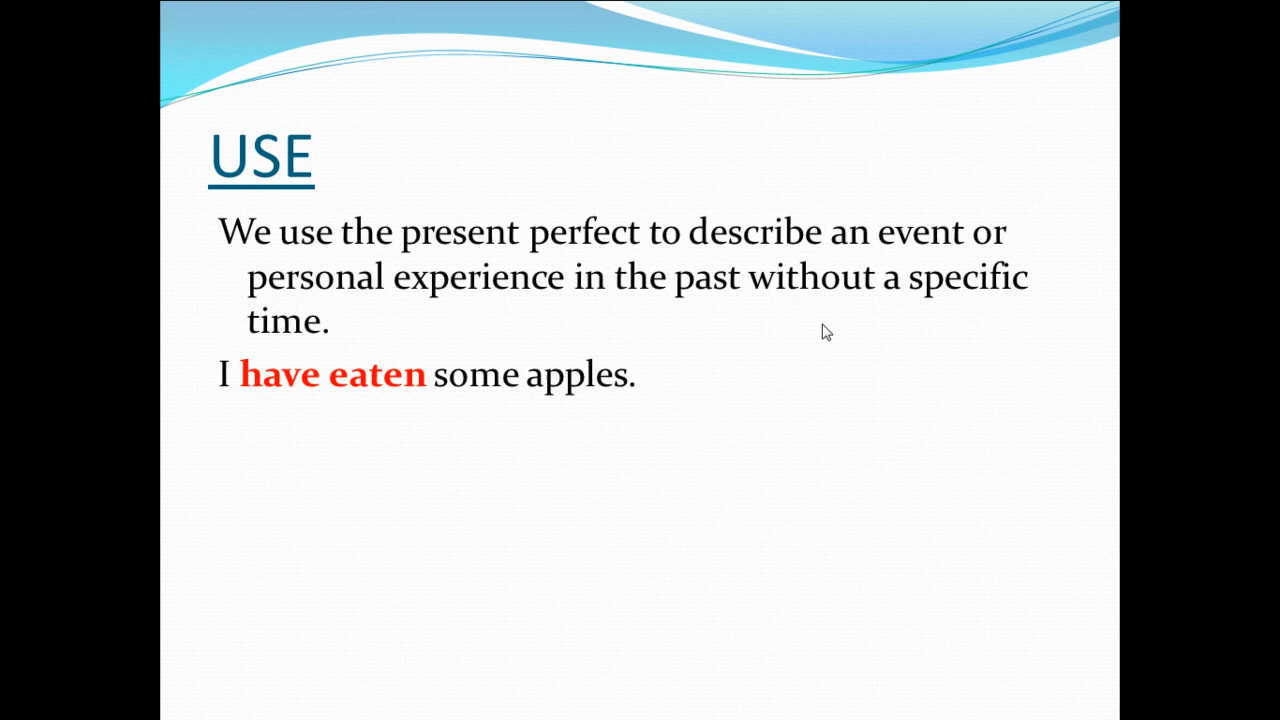 USE
We use the present perfect to describe an event or
personal experience in the past without a specific
time.
I have eaten some apples.